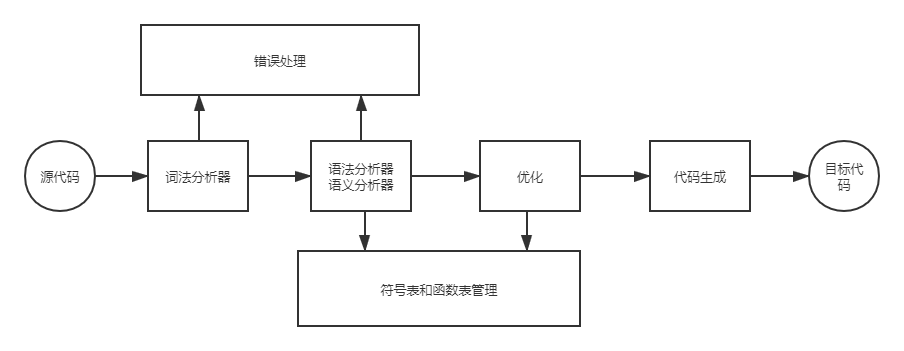 错误处理
源代码
词法分析器
语法分析器
语义分析器
优化
代码生成
目标代
码
符号表和函数表管理